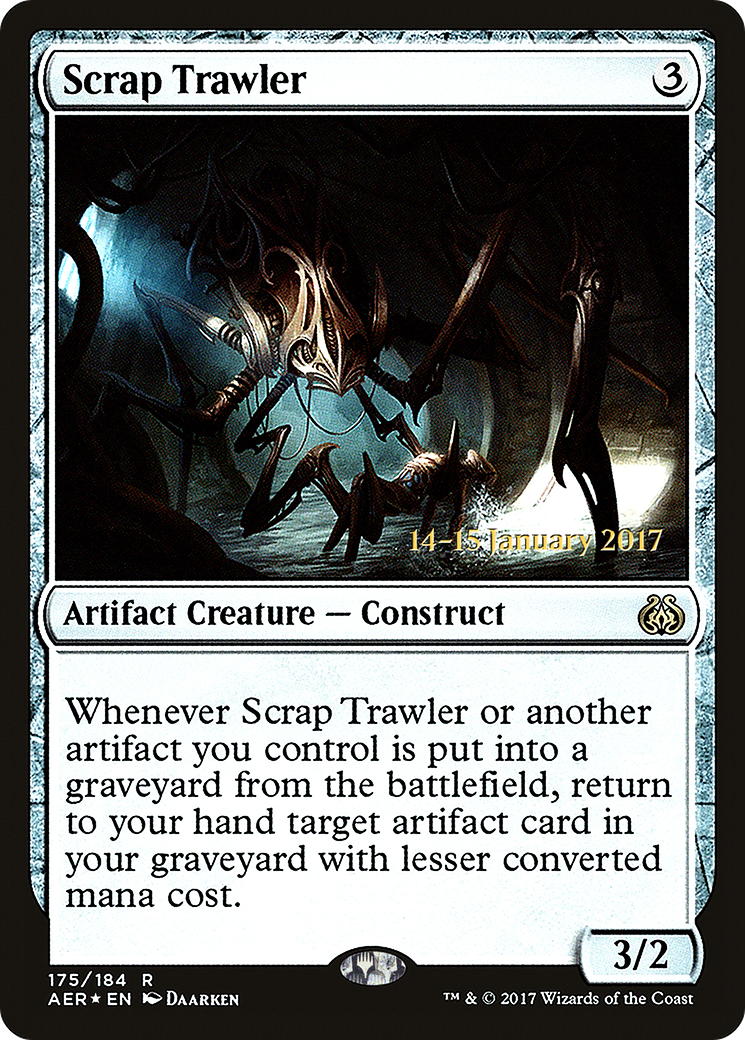 Scrap Trawler 3
14–15 January 2017
Artifact Creature — Construct
Whenever Scrap Trawler or another
artifact you control is put into a
graveyard from the battlefield, return
to your hand target artifact card in
your graveyard with lesser converted
mana cost.
3/2
175/184 R
AER★EN DAARKEN
™ & © 2017 Wizards of the Coast